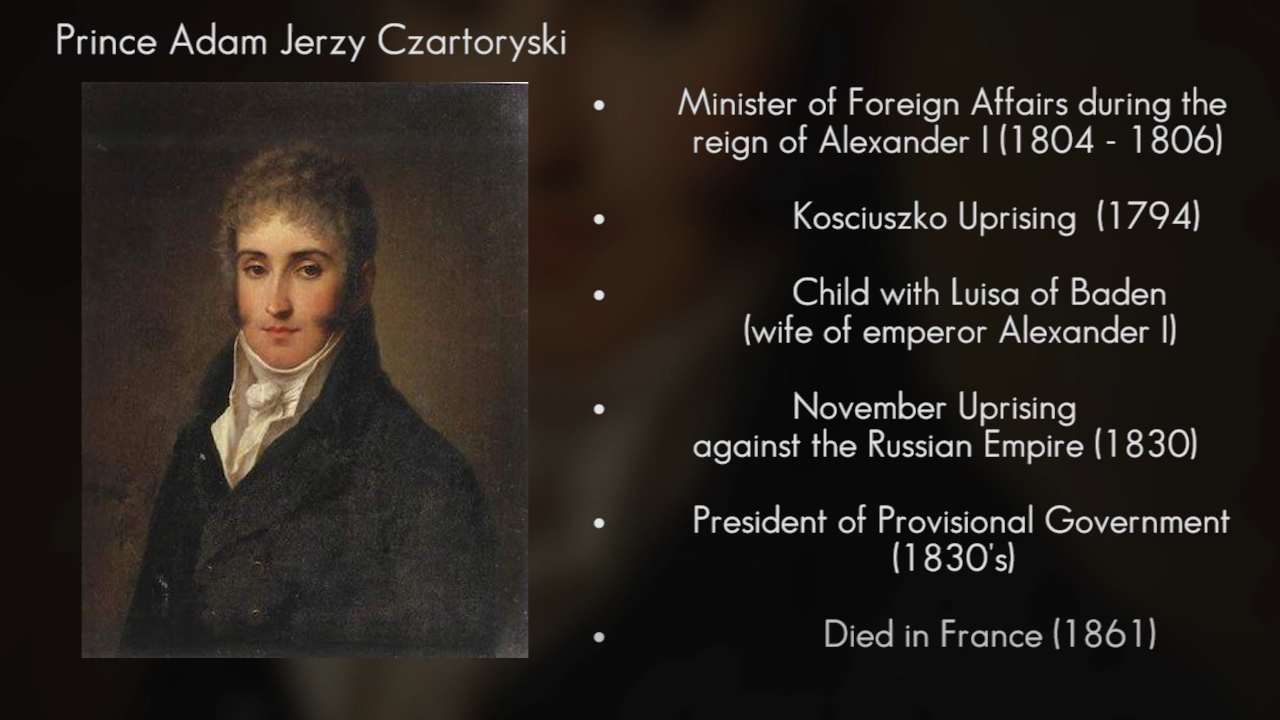 Prince Adam Jerzy Czartoryski
• Minister of Foreign Affairs during the
reign of Alexander I (1804 - 1806)
• Kosciuszko Uprising (1794)
• Child with Luisa of Baden
(wife of emperor Alexander I)
• November Uprising
against the Russian Empire (1830)
• President of Provisional Government
(1830's)
• Died in France (1861)